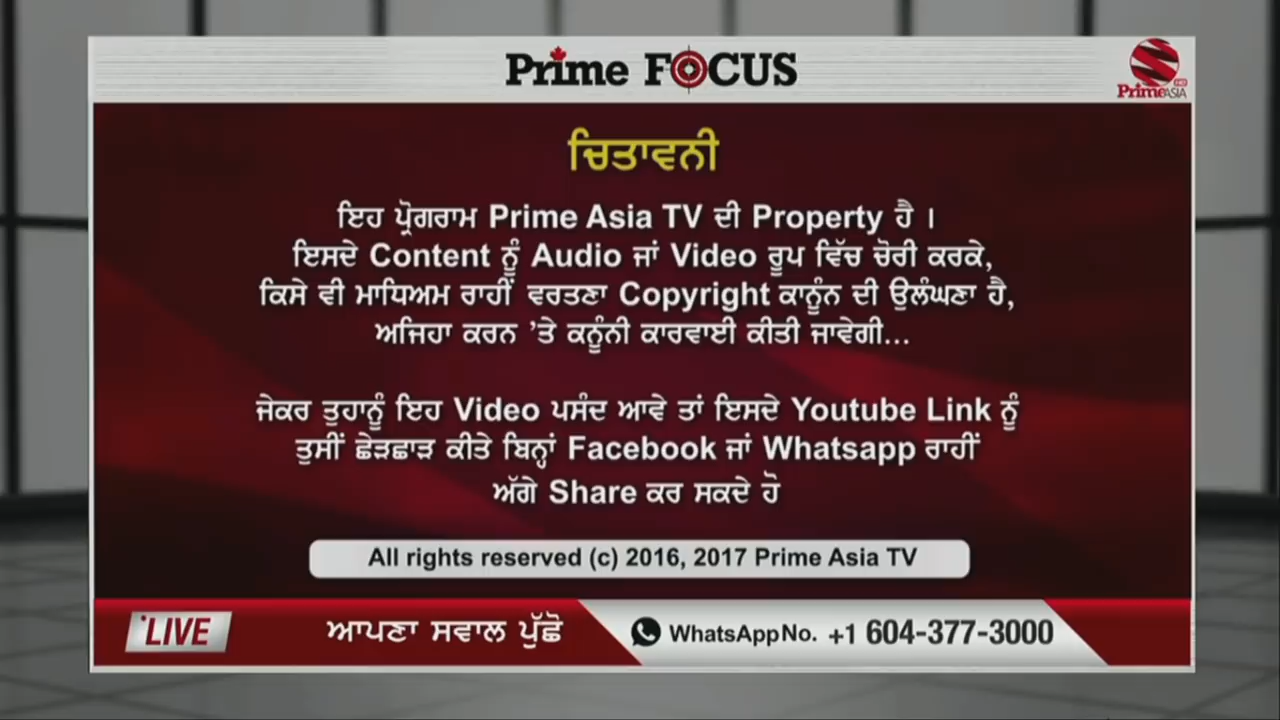 Prime FOCUS
Prime ASIA HD
ਚਿਤਾਵਨੀ
ਇਹ ਪ੍ਰੋਗਰਾਮ Prime Asia TV ਦੀ Property ਹੈ ।
ਇਸਦੇ Content ਨੂੰ Audio ਜਾਂ Video ਰੂਪ ਵਿੱਚ ਚੋਰੀ ਕਰਕੇ,
ਕਿਸੇ ਵੀ ਮਾਧਿਅਮ ਰਾਹੀਂ ਵਰਤਣਾ Copyright ਕਾਨੂੰਨ ਦੀ ਉਲੰਘਣਾ ਹੈ,
ਅਜਿਹਾ ਕਰਨ ’ਤੇ ਕਨੂੰਨੀ ਕਾਰਵਾਈ ਕੀਤੀ ਜਾਵੇਗੀ...
ਜੇਕਰ ਤੁਹਾਨੂੰ ਇਹ Video ਪਸੰਦ ਆਵੇ ਤਾਂ ਇਸਦੇ Youtube Link ਨੂੰ
ਤੁਸੀਂ ਛੇੜਛਾੜ ਕੀਤੇ ਬਿਨ੍ਹਾਂ Facebook ਜਾਂ Whatsapp ਰਾਹੀਂ
ਅੱਗੇ Share ਕਰ ਸਕਦੇ ਹੋ
All rights reserved (c) 2016, 2017 Prime Asia TV
LIVE ਆਪਣਾ ਸਵਾਲ ਪੁੱਛੋ WhatsApp No. +1 604-377-3000